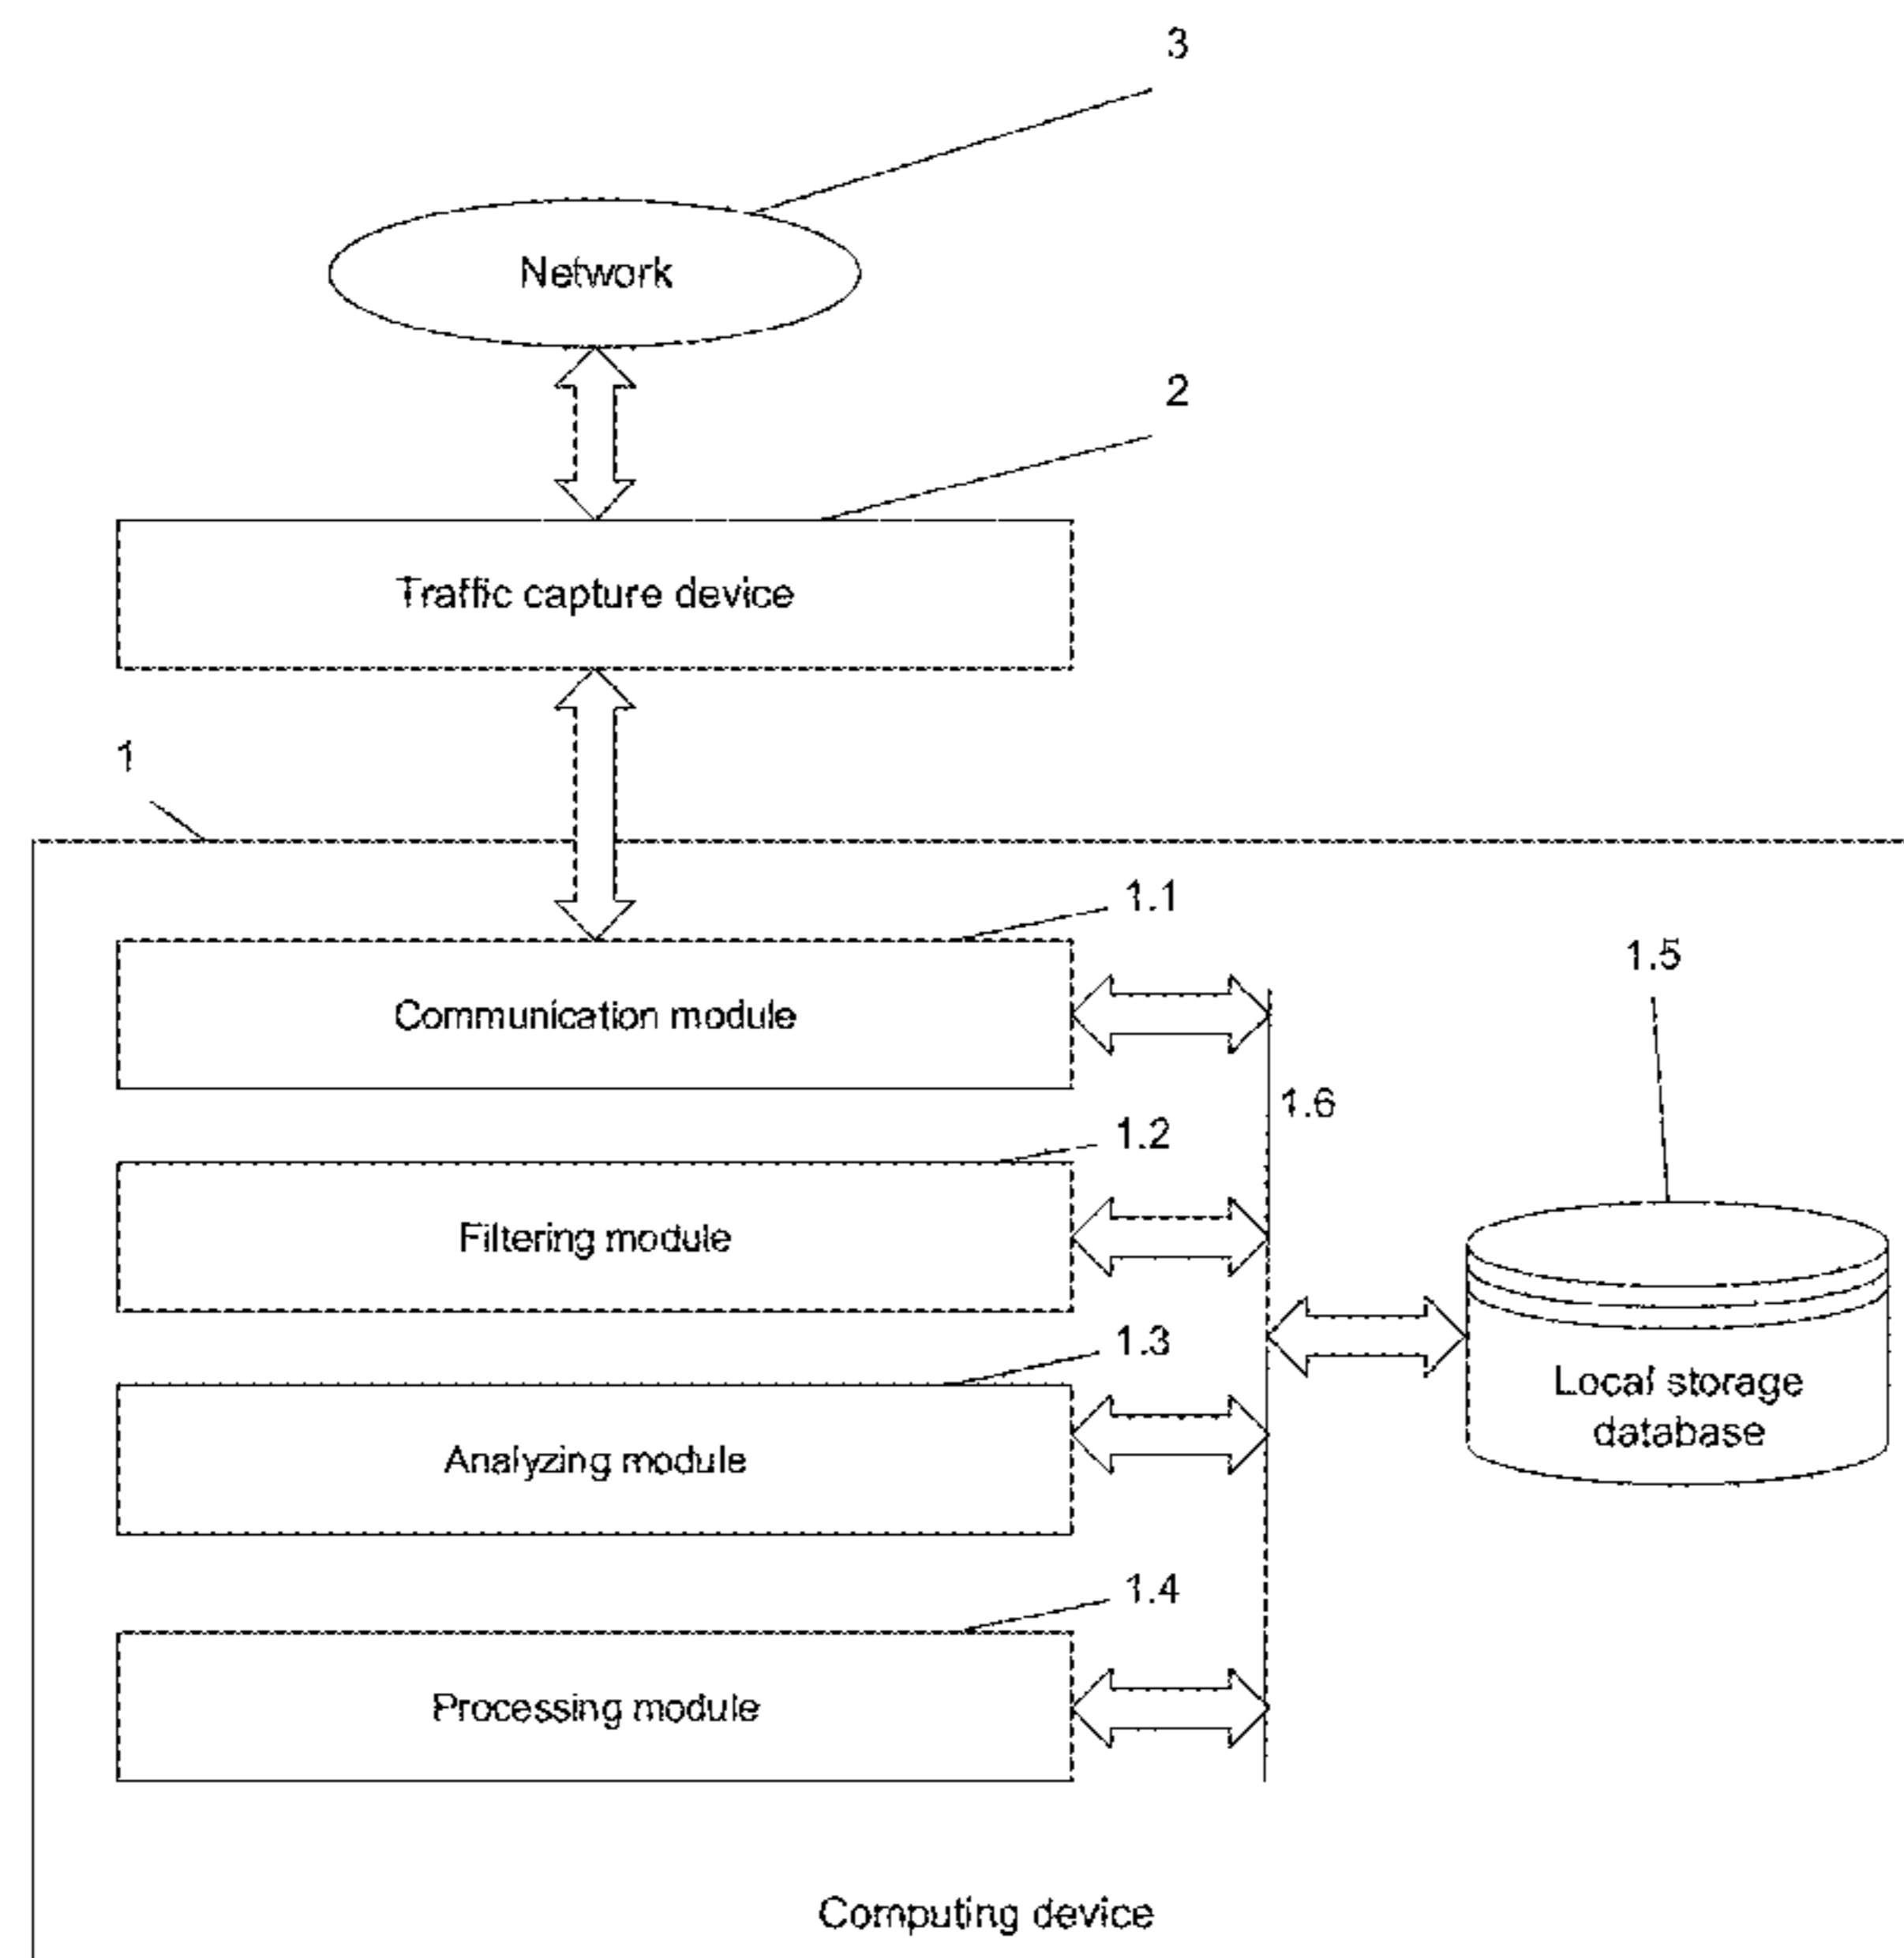 3
Network
2
Traffic capture device
1
1.1
Communication module
1.5
1.6
1.2
Filtering module
1.3
Local storage
database
Analyzing module
1.4
Processing module
Computing device